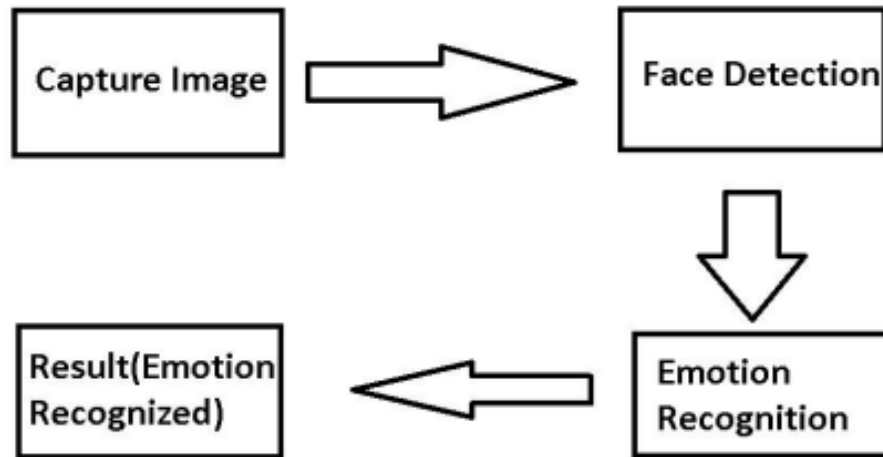 Capture Image
Face Detection
Emotion
Recognition
Result(Emotion
Recognized)